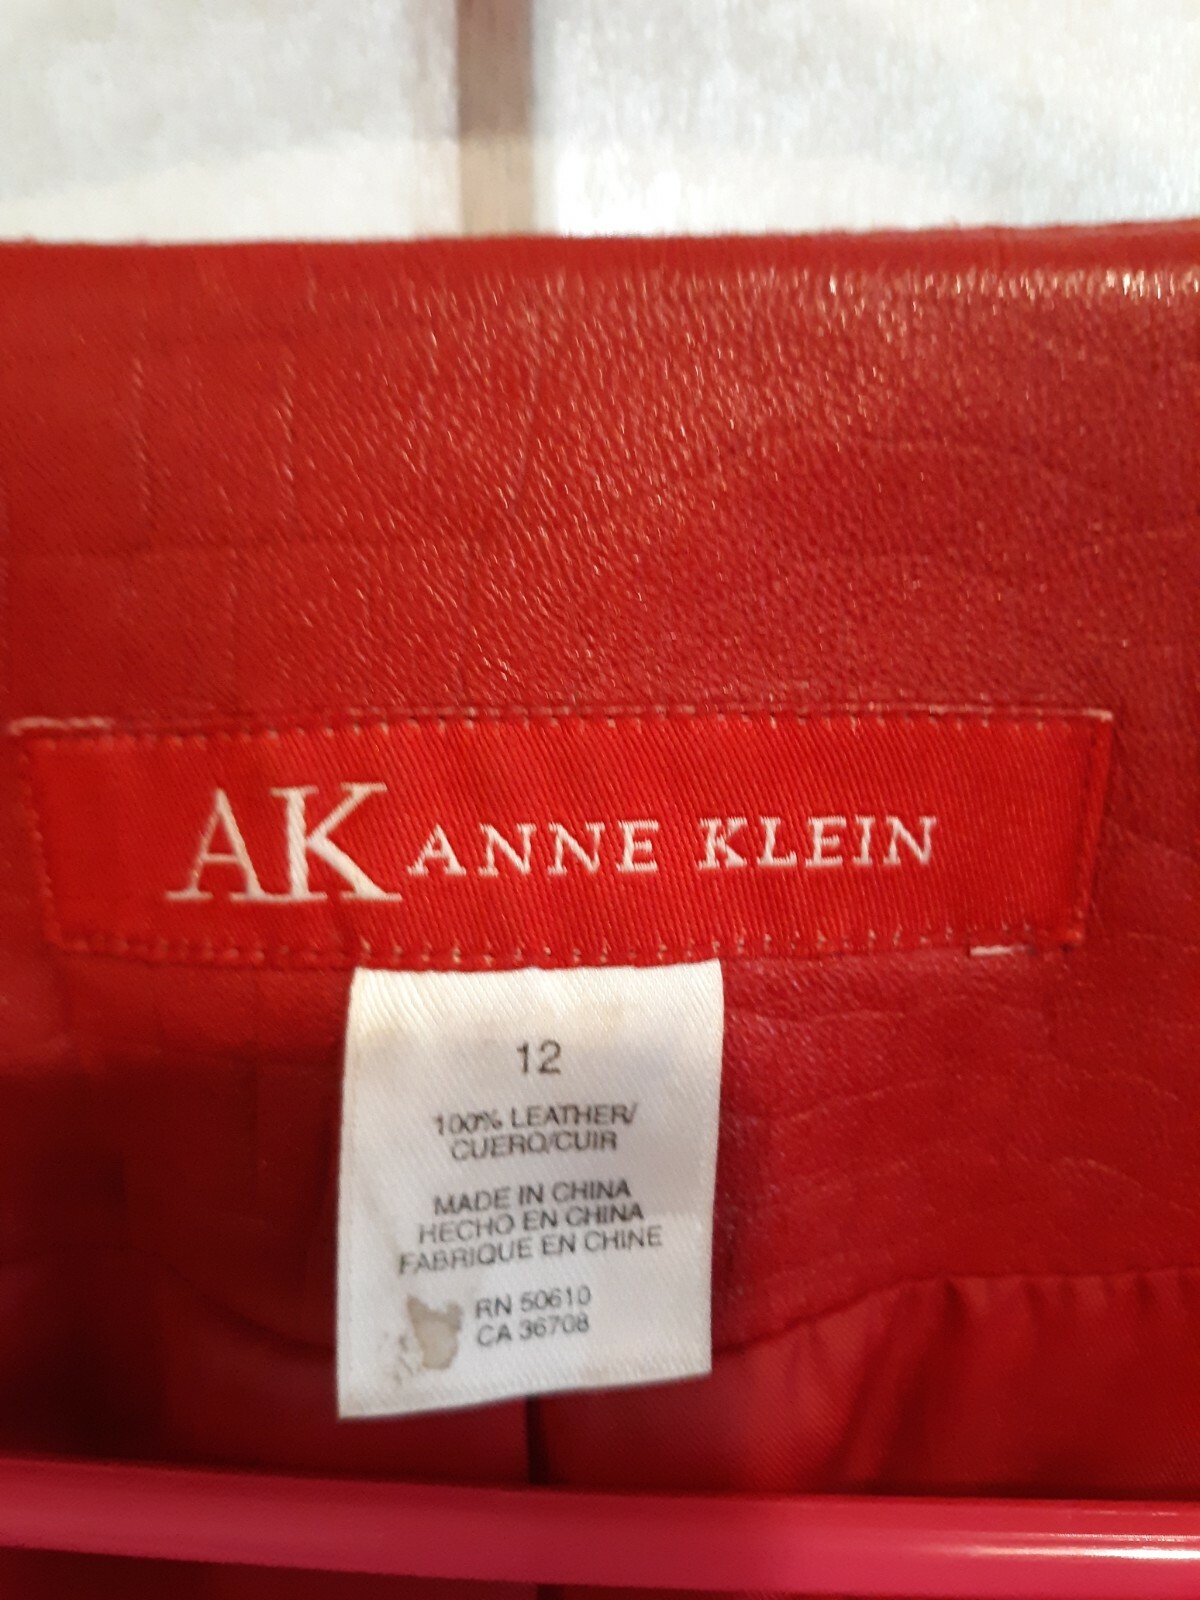 AK ANNE KLEIN
12
100% LEATHER/
CUERO/CUIR
MADE IN CHINA
HECHO EN CHINA
FABRIQUE EN CHINE
RN 50610
CA 36708